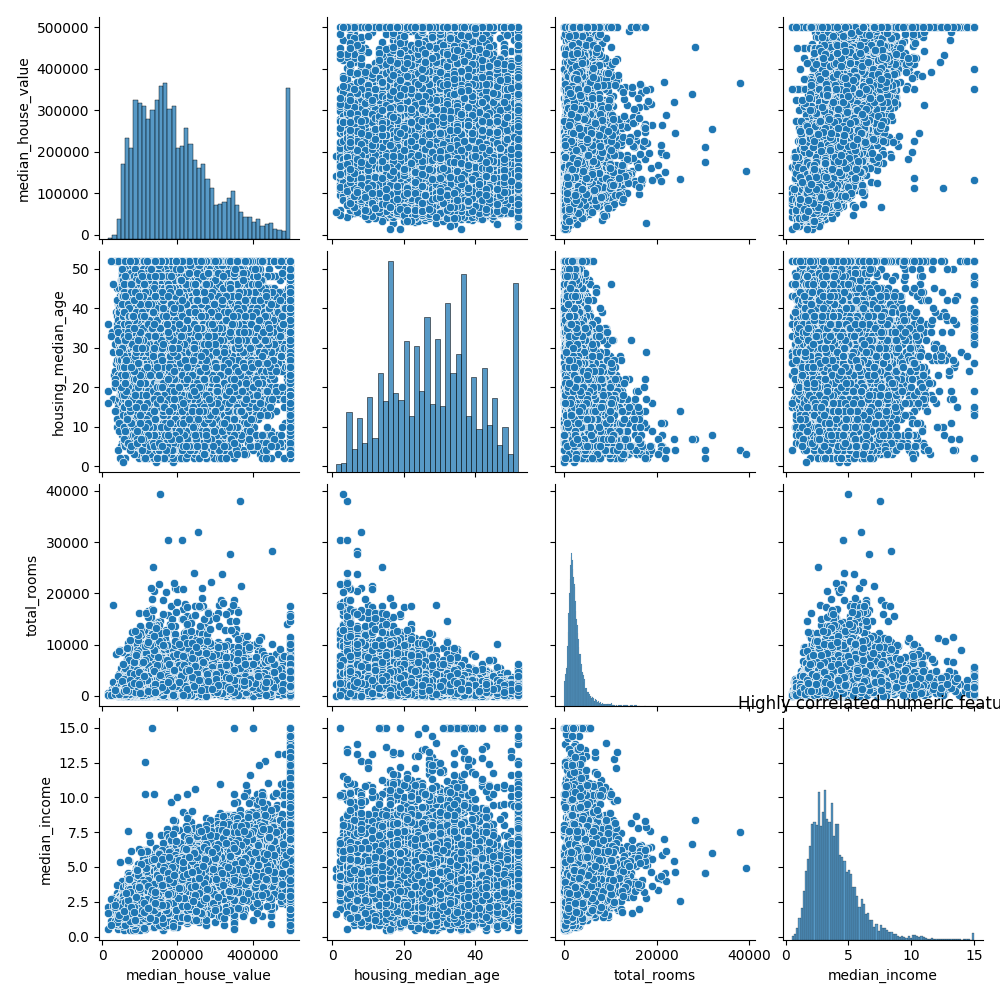 500000
400000
300000
200000
100000
0
median_house_value
50
40
30
20
10
0
housing_median_age
40000
30000
20000
10000
0
total_rooms
Highly correlated numeric featu
15.0
12.5
10.0
7.5
5.0
2.5
0.0
median_income
0 200000 400000
median_house_value
0 20 40
housing_median_age
0 20000 40000
total_rooms
0 5 10 15
median_income